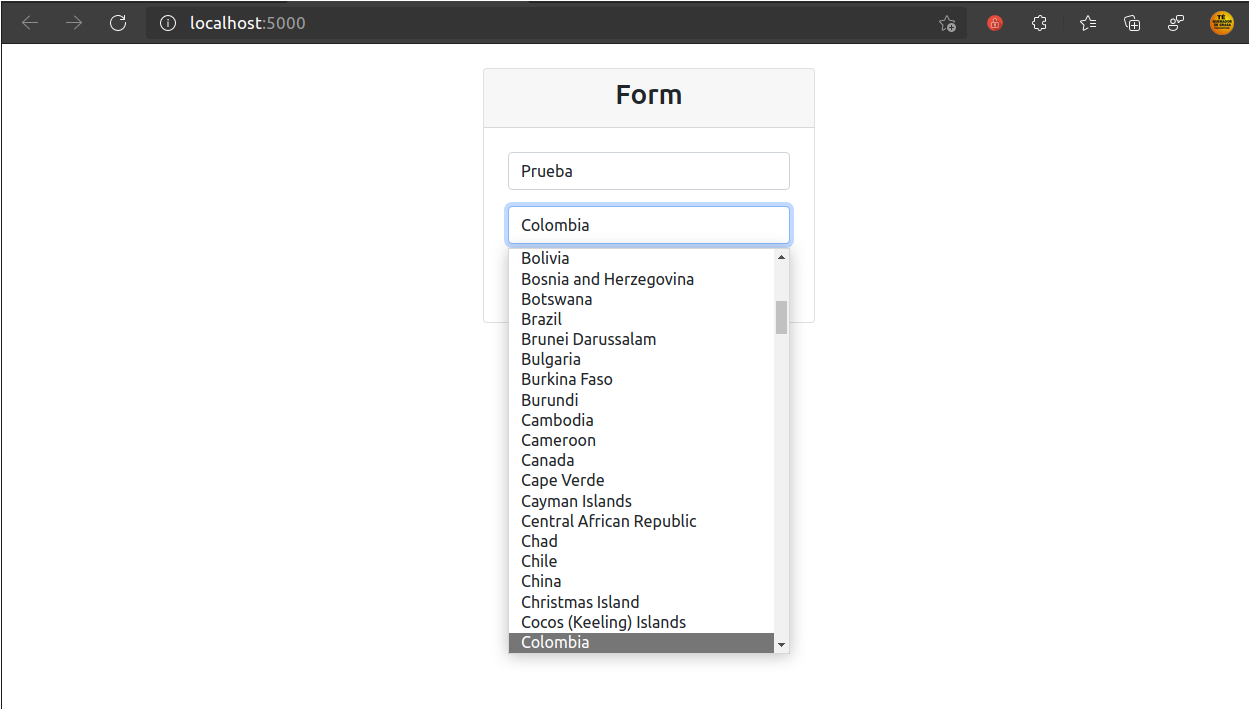 localhost:5000
Form
Prueba
Colombia
Bolivia
Bosnia and Herzegovina
Botswana
Brazil
Brunei Darussalam
Bulgaria
Burkina Faso
Burundi
Cambodia
Cameroon
Canada
Cape Verde
Cayman Islands
Central African Republic
Chad
Chile
China
Christmas Island
Cocos (Keeling) Islands
Colombia